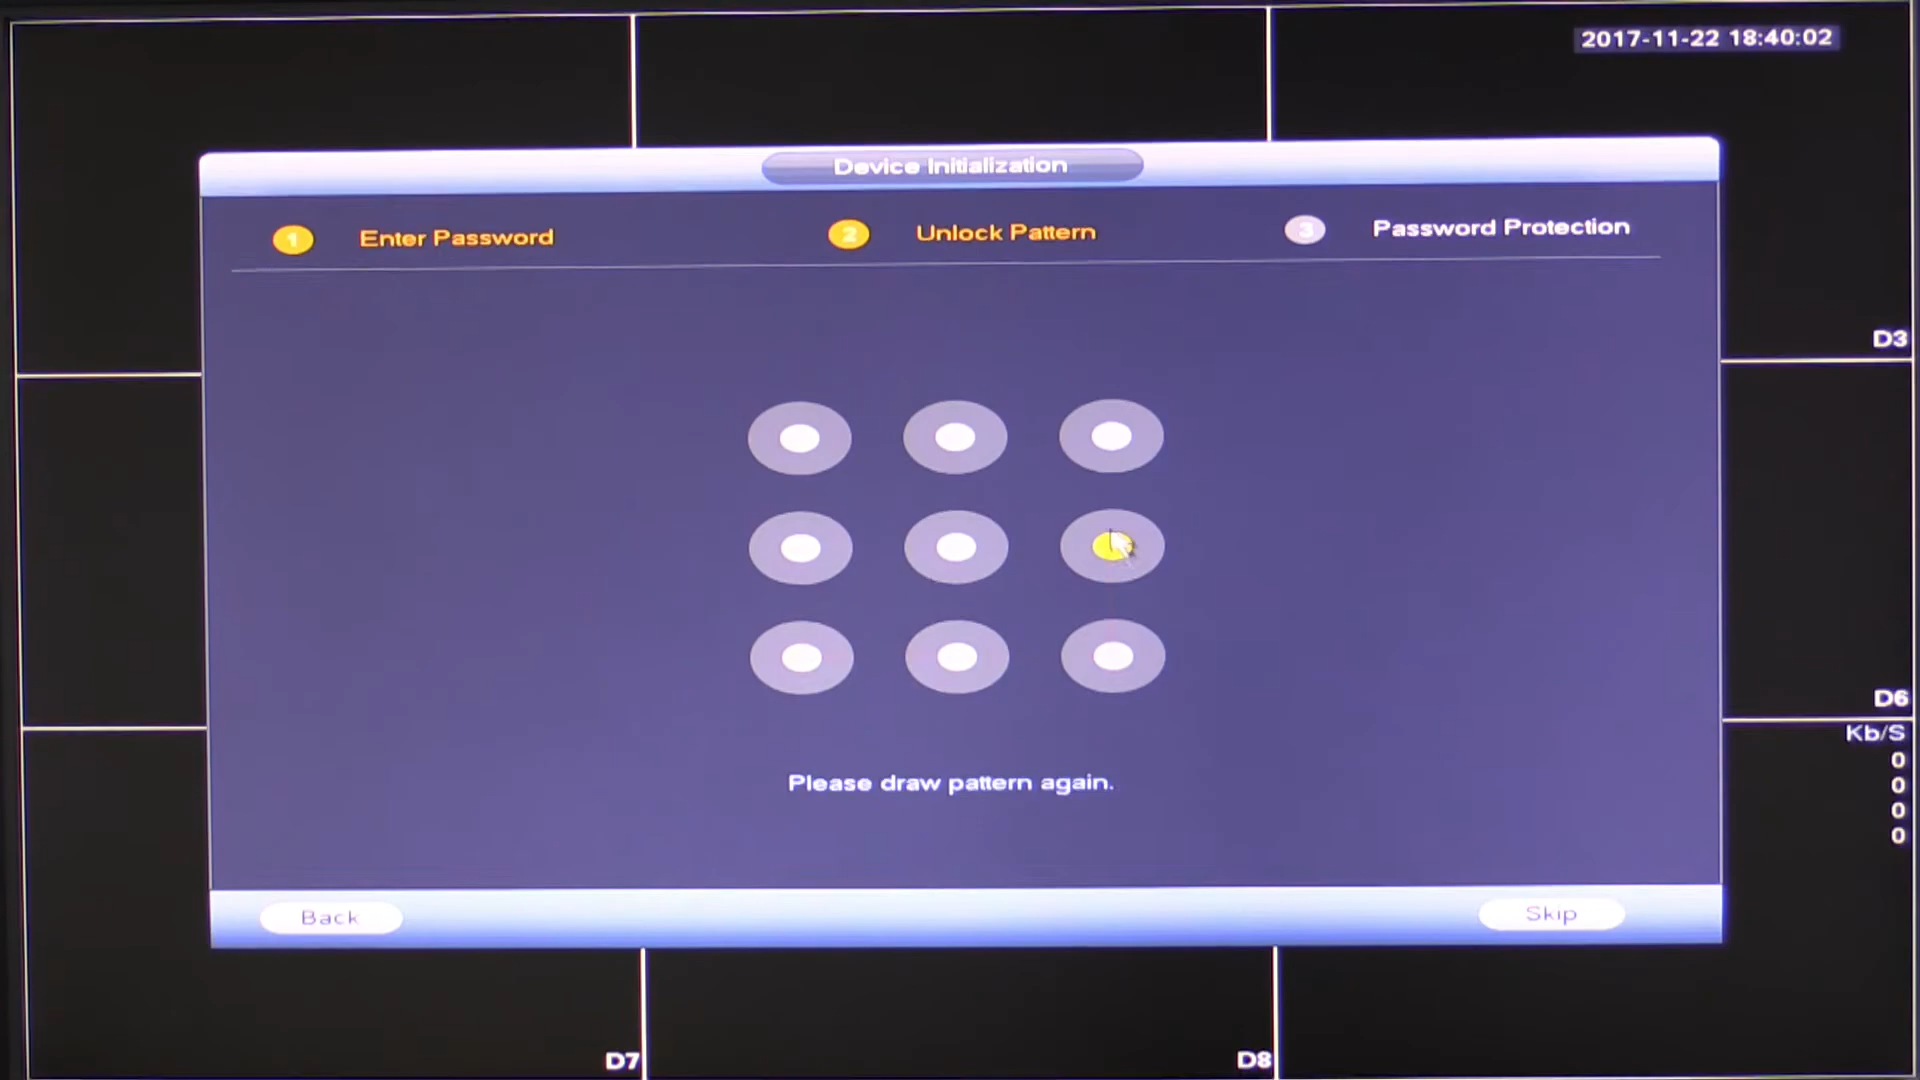 2017-11-22 18:40:02
Device Initialization
1 Enter Password
2 Unlock Pattern
3 Password Protection
D3
D6
Kb/S
0
0
0
0
Please draw pattern again.
Back
Skip
D7
D8